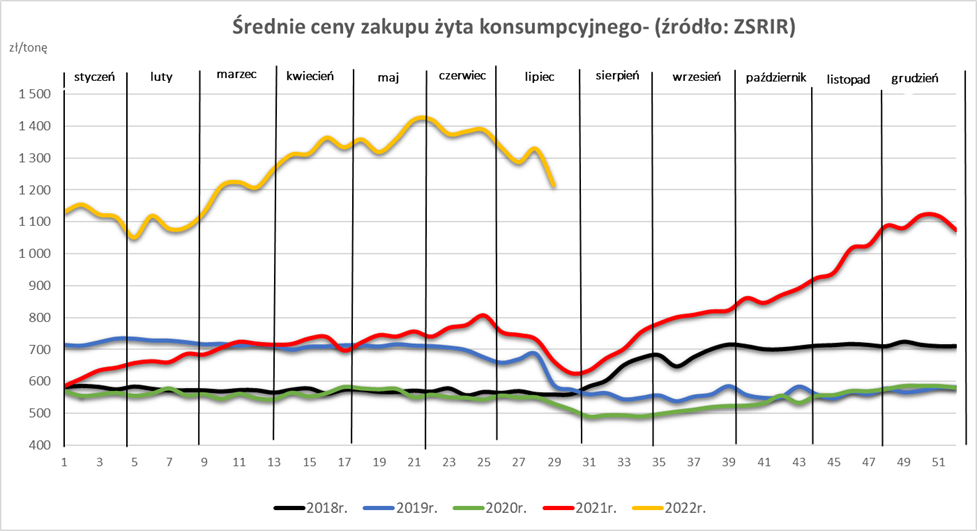 Średnie ceny zakupu żyta konsumpcyjnego- (źródło: ZSRIR)
zł/tonę
styczeń luty marzec kwiecień maj czerwiec lipiec sierpień wrzesień październik listopad grudzień
1 500
1 400
1 300
1 200
1 100
1 000
900
800
700
600
500
400
1 3 5 7 9 11 13 15 17 19 21 23 25 27 29 31 33 35 37 39 41 43 45 47 49 51
2018r. 2019r. 2020r. 2021r. 2022r.